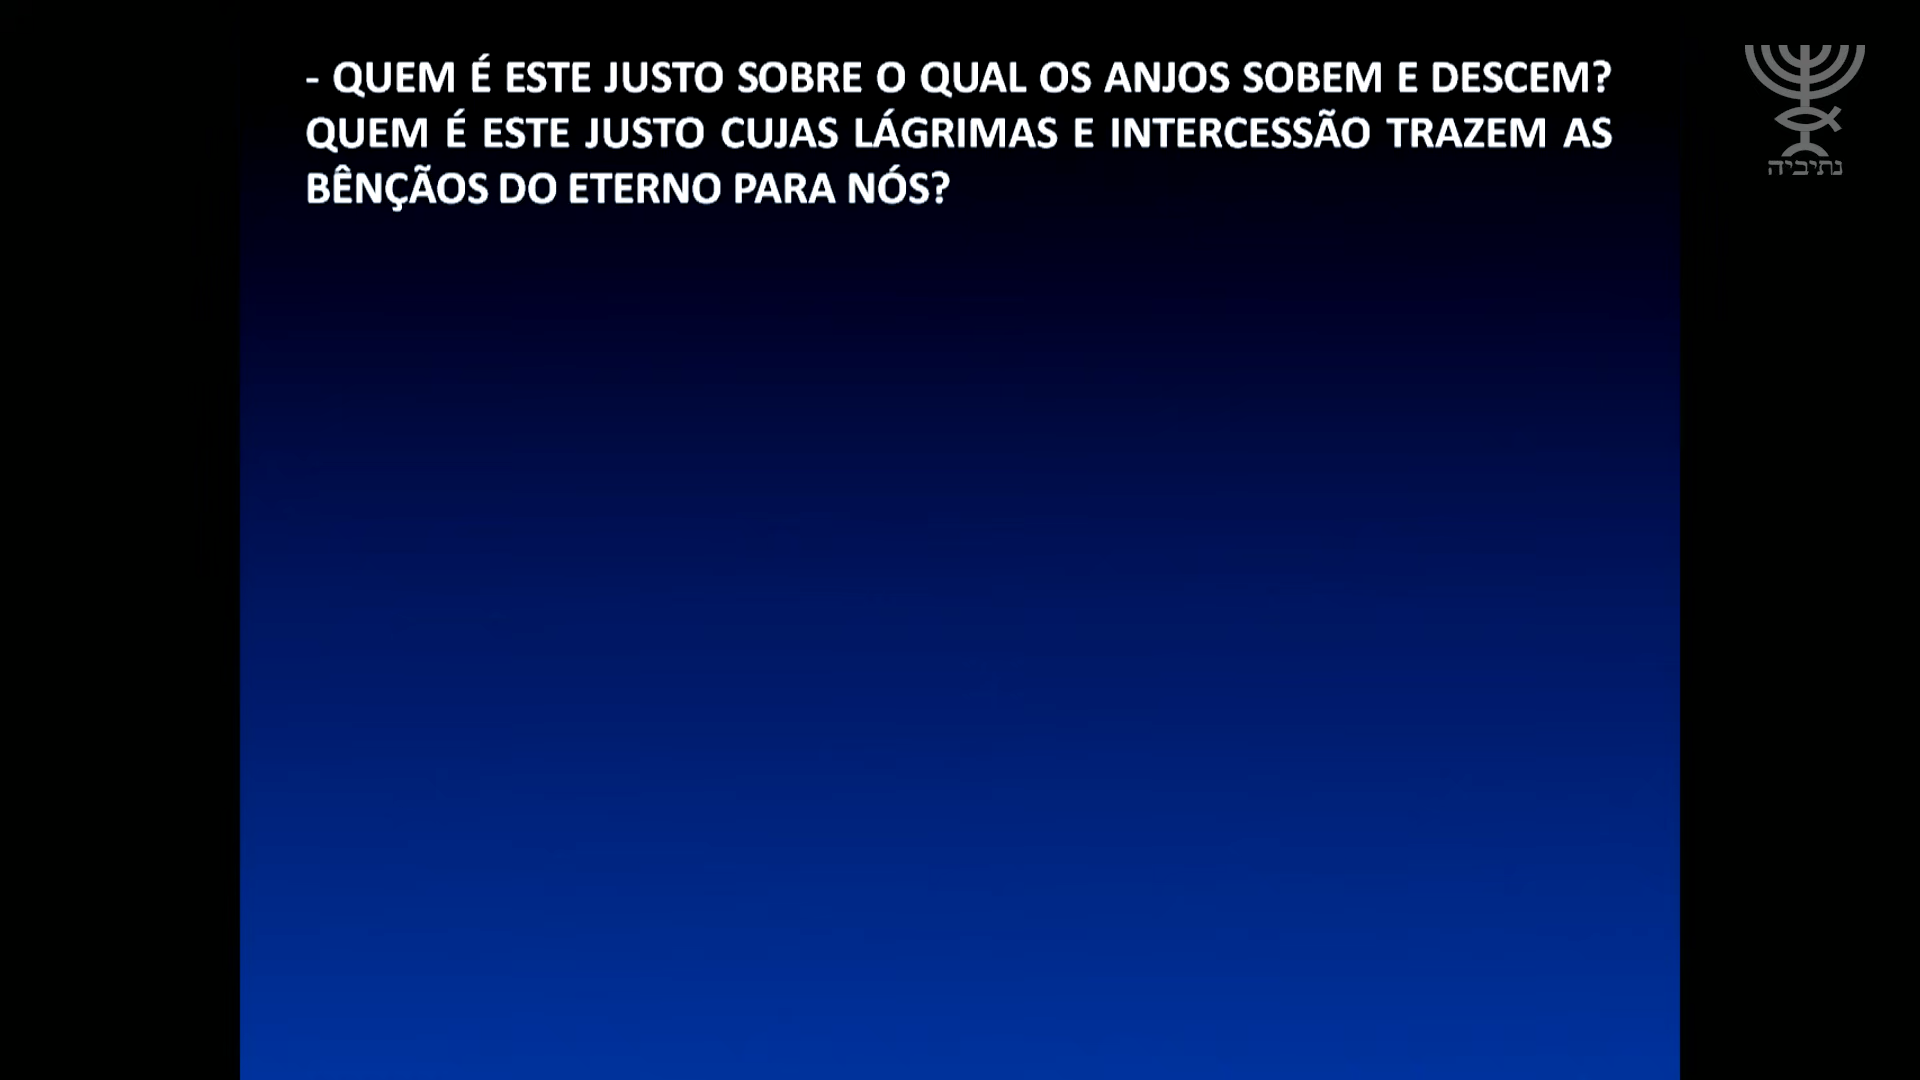 - QUEM É ESTE JUSTO SOBRE O QUAL OS ANJOS SOBEM E DESCEM?
QUEM É ESTE JUSTO CUJAS LÁGRIMAS E INTERCESSÃO TRAZEM AS
BÊNÇÃOS DO ETERNO PARA NÓS?
נתיביה